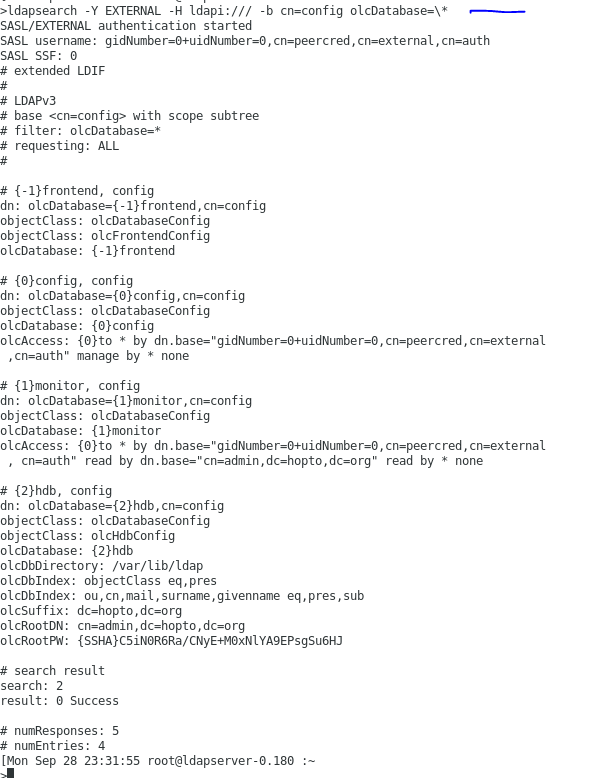 >ldapsearch -Y EXTERNAL -H ldapi:/// -b cn=config olcDatabase=\*
SASL/EXTERNAL authentication started
SASL username: gidNumber=0+uidNumber=0,cn=peercred,cn=external,cn=auth
SASL SSF: 0
# extended LDIF
#
# LDAPv3
# base <cn=config> with scope subtree
# filter: olcDatabase=*
# requesting: ALL
#

# {-1}frontend, config
dn: olcDatabase={-1}frontend,cn=config
objectClass: olcDatabaseConfig
objectClass: olcFrontendConfig
olcDatabase: {-1}frontend

# {0}config, config
dn: olcDatabase={0}config,cn=config
objectClass: olcDatabaseConfig
olcDatabase: {0}config
olcAccess: {0}to * by dn.base="gidNumber=0+uidNumber=0,cn=peercred,cn=external
 ,cn=auth" manage by * none

# {1}monitor, config
dn: olcDatabase={1}monitor,cn=config
objectClass: olcDatabaseConfig
olcDatabase: {1}monitor
olcAccess: {0}to * by dn.base="gidNumber=0+uidNumber=0,cn=peercred,cn=external
 , cn=auth" read by dn.base="cn=admin,dc=hopto,dc=org" read by * none

# {2}hdb, config
dn: olcDatabase={2}hdb,cn=config
objectClass: olcDatabaseConfig
objectClass: olcHdbConfig
olcDatabase: {2}hdb
olcDbDirectory: /var/lib/ldap
olcDbIndex: objectClass eq,pres
olcDbIndex: ou,cn,mail,surname,givenname eq,pres,sub
olcSuffix: dc=hopto,dc=org
olcRootDN: cn=admin,dc=hopto,dc=org
olcRootPW: {SSHA}C5iN0R6Ra/CNyE+M0xNlYA9EPsgSu6HJ

# search result
search: 2
result: 0 Success

# numResponses: 5
# numEntries: 4
[Mon Sep 28 23:31:55 root@ldapserver-0.180 :~
>